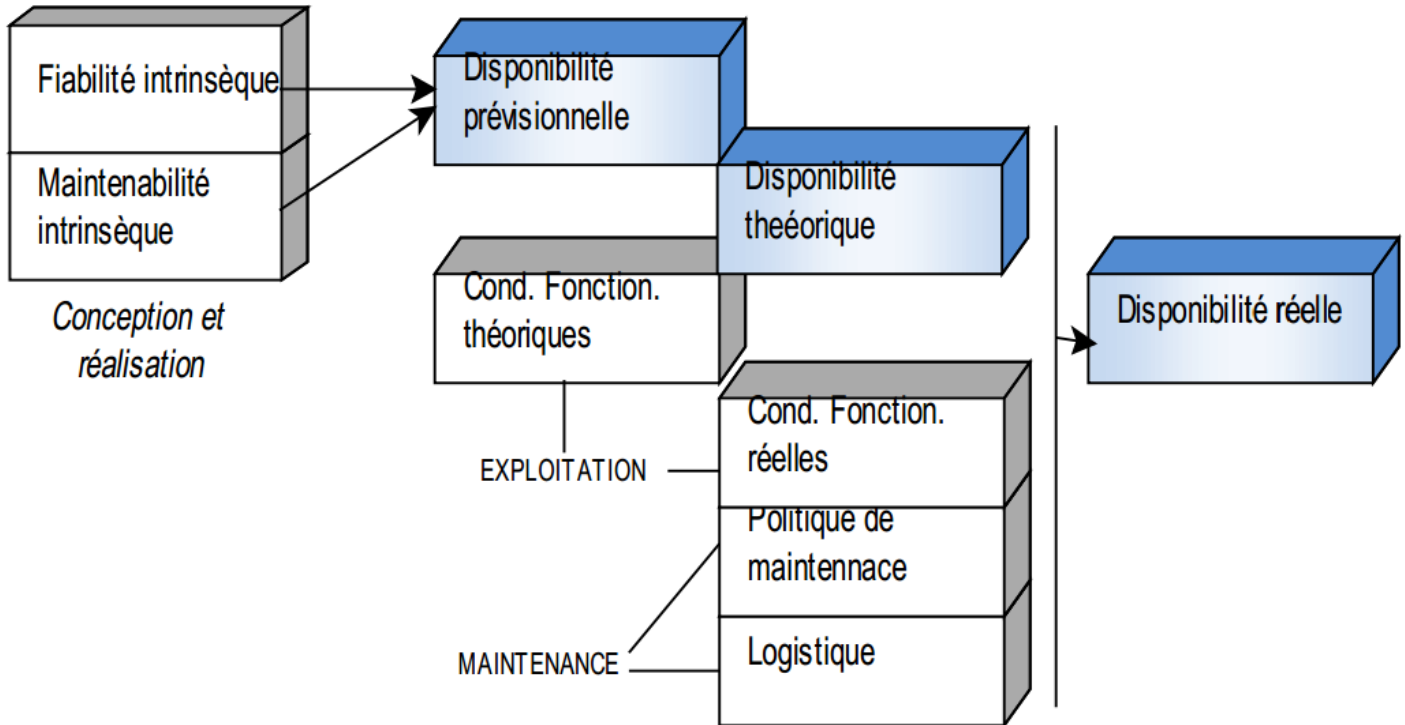 Fiabilité intrinsèque
Maintenabilité
intrinsèque
Conception et
réalisation
Disponibilité
prévisionnelle
Disponibilité
theéorique
Cond. Fonction.
théoriques
EXPLOITATION
Cond. Fonction.
réelles
Politique de
maintennace
Logistique
MAINTENANCE
Disponibilité réelle